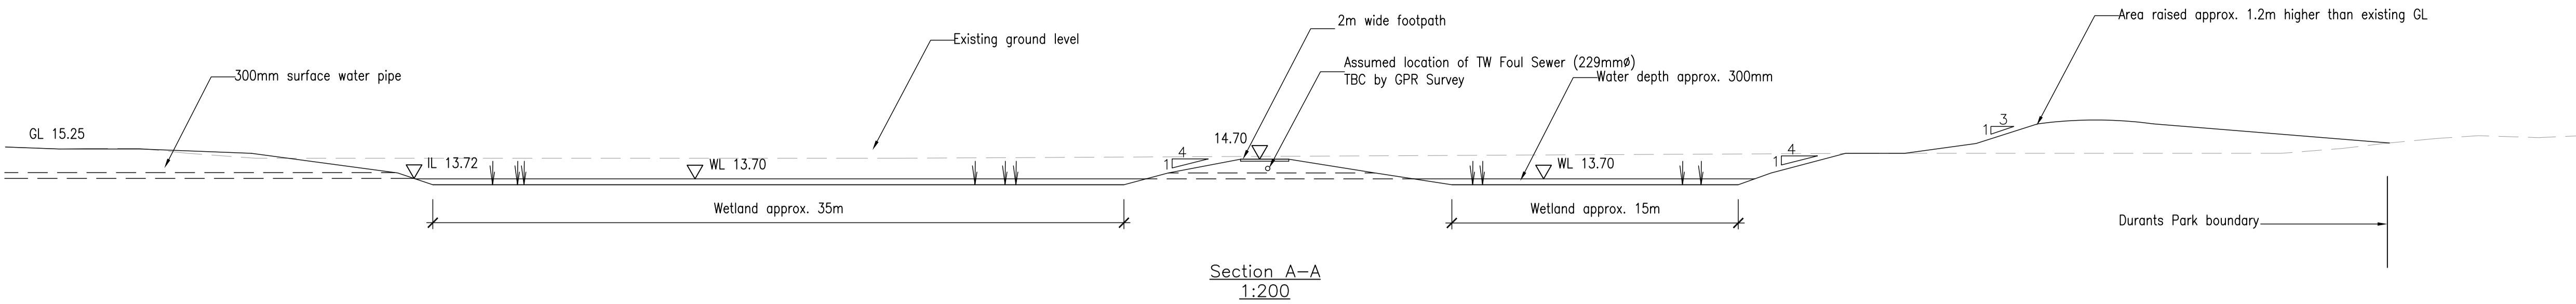 Area raised approx. 1.2m higher than existing GL
2m wide footpath
Existing ground level
Assumed location of TW Foul Sewer (229mmø)
TBC by GPR Survey
300mm surface water pipe
Water depth approx. 300mm
GL 15.25
14.70
1 3
IL 13.72
WL 13.70
1 4
WL 13.70
1 4
Wetland approx. 35m
Wetland approx. 15m
Durants Park boundary
Section A-A
1:200